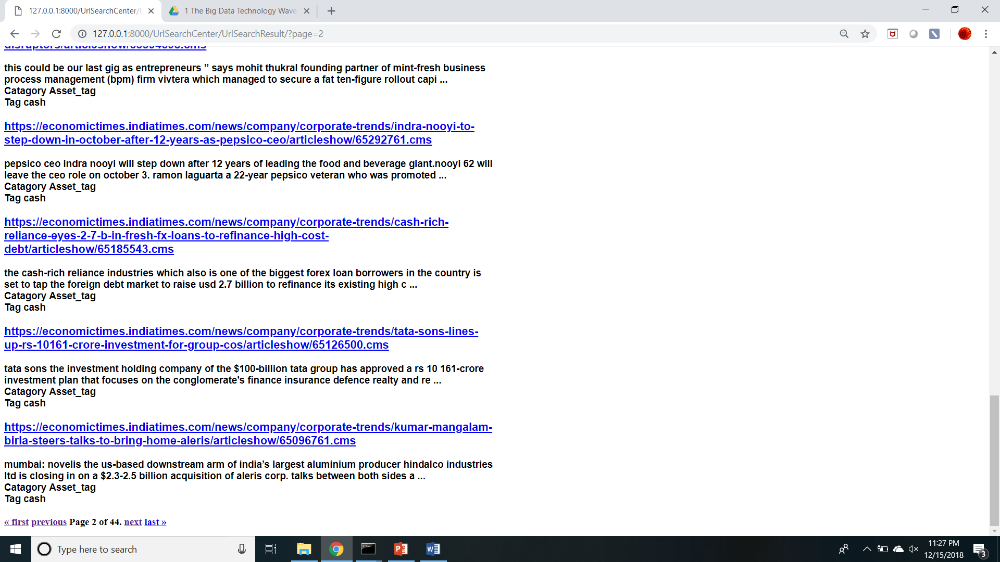 127.0.0.1:8000/UrlSearchCenter/
1 The Big Data Technology Wave
127.0.0.1:8000/UrlSearchCenter/UrlSearchResult/?page=2
this could be our last gig as entrepreneurs ” says mohit thukral founding partner of mint-fresh business
process management (bpm) firm vivtera which managed to secure a fat ten-figure rollout capi ...
Catagory Asset_tag
Tag cash
https://economictimes.indiatimes.com/news/company/corporate-trends/indra-nooyi-to-
step-down-in-october-after-12-years-as-pepsico-ceo/articleshow/65292761.cms
pepsico ceo indra nooyi will step down after 12 years of leading the food and beverage giant.nooyi 62 will
leave the ceo role on october 3. ramon laguarta a 22-year pepsico veteran who was promoted ...
Catagory Asset_tag
Tag cash
https://economictimes.indiatimes.com/news/company/corporate-trends/cash-rich-
reliance-eyes-2-7-b-in-fresh-fx-loans-to-refinance-high-cost-
debt/articleshow/65185543.cms
the cash-rich reliance industries which also is one of the biggest forex loan borrowers in the country is
set to tap the foreign debt market to raise usd 2.7 billion to refinance its existing high c ...
Catagory Asset_tag
Tag cash
https://economictimes.indiatimes.com/news/company/corporate-trends/tata-sons-lines-
up-rs-10161-crore-investment-for-group-cos/articleshow/65126500.cms
tata sons the investment holding company of the $100-billion tata group has approved a rs 10 161-crore
investment plan that focuses on the conglomerate’s finance insurance defence realty and re ...
Catagory Asset_tag
Tag cash
https://economictimes.indiatimes.com/news/company/corporate-trends/kumar-mangalam-
birla-steers-talks-to-bring-home-aleris/articleshow/65096761.cms
mumbai: novelis the us-based downstream arm of india’s largest aluminium producer hindalco industries
ltd is closing in on a $2.3-2.5 billion acquisition of aleris corp. talks between both sides a ...
Catagory Asset_tag
Tag cash
« first previous Page 2 of 44. next last »
Type here to search
11:27 PM
12/15/2018
3